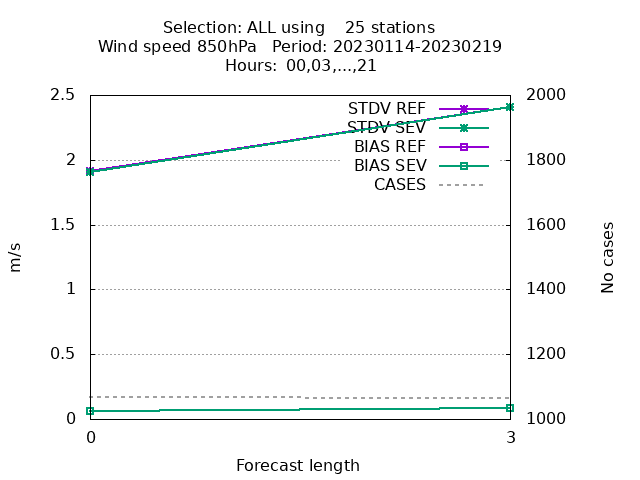 Selection: ALL using    25 stations
Wind speed 850hPa   Period: 20230114-20230219
Hours:  00,03,...,21
2.5
2000
STDV REF
STDV SEV
BIAS REF
BIAS SEV
CASES
2
1800
1.5
1600
m/s
No cases
1
1400
0.5
1200
0
1000
0
3
Forecast length